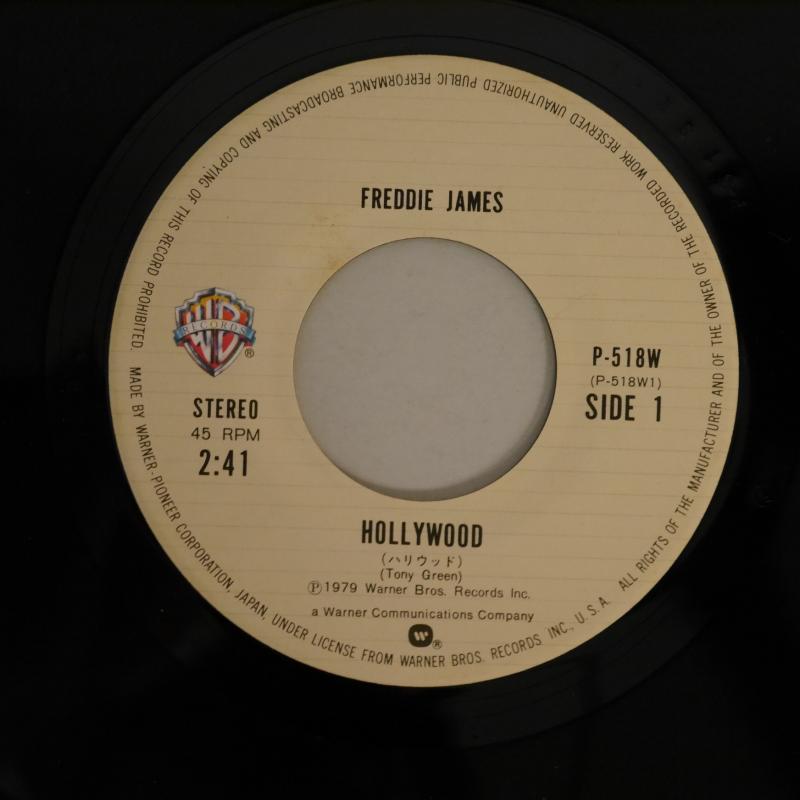 FREDDIE JAMES
WB
RECORDS
®
STEREO
45 RPM
2:41
P-518W
(P-518W1)
SIDE 1
HOLLYWOOD
(ハリウッド)
(Tony Green)
Ⓟ1979 Warner Bros. Records Inc.
a Warner Communications Company
W®
MADE BY WARNER-PIONEER CORPORATION, JAPAN, UNDER LICENSE FROM WARNER BROS. RECORDS INC., U.S.A. ALL RIGHTS OF THE MANUFACTURER AND OF THE OWNER OF THE RECORDED WORK RESERVED UNAUTHORIZED PUBLIC PERFORMANCE BROADCASTING AND COPYING OF THIS RECORD PROHIBITED.